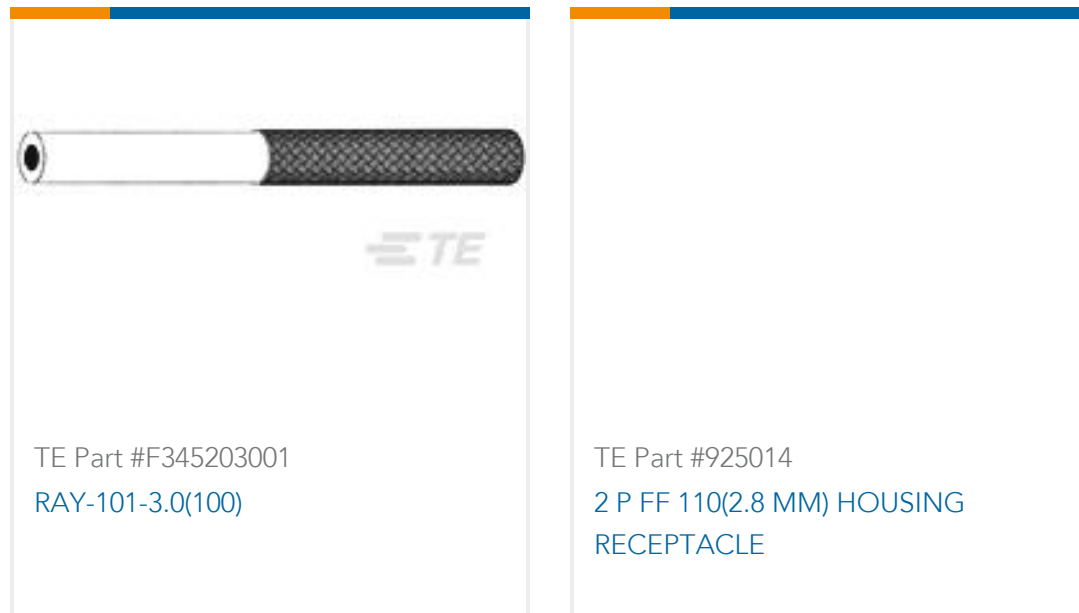 TE
TE Part #F345203001
RAY-101-3.0(100)
TE Part #925014
2 P FF 110(2.8 MM) HOUSING
RECEPTACLE